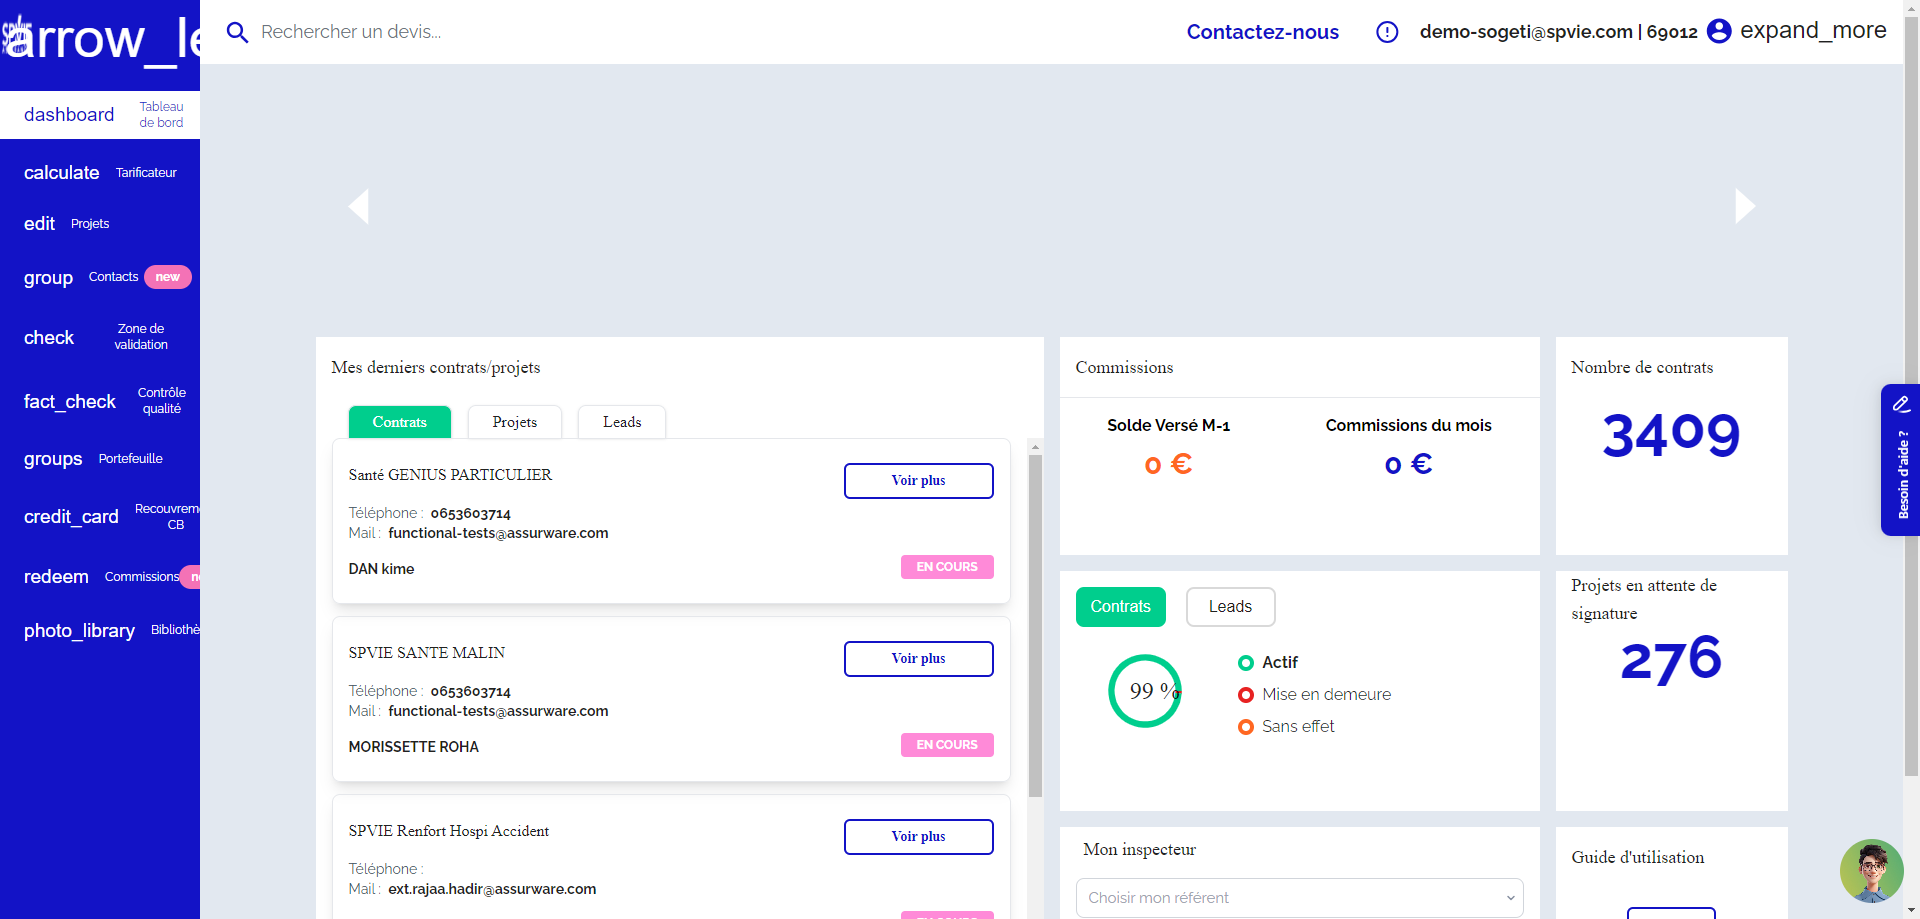 SPVIE
arrow_le
Rechercher un devis...
Contactez-nous
demo-sogeti@spvie.com | 69012
expand_more
dashboard
Tableau
de bord
calculate
Tarificateur
edit
Projets
group
Contacts
new
check
Zone de
validation
fact_check
Contrôle
qualité
groups
Portefeuille
credit_card
Recouvrem
CB
redeem
Commissions
n
photo_library
Bibliothè
Mes derniers contrats/projets
Contrats
Projets
Leads
Santé GENIUS PARTICULIER
Voir plus
Téléphone : 0653603714
Mail : functional-tests@assurware.com
DAN kime
EN COURS
SPVIE SANTE MALIN
Voir plus
Téléphone : 0653603714
Mail : functional-tests@assurware.com
MORISSETTE ROHA
EN COURS
SPVIE Renfort Hospi Accident
Voir plus
Téléphone :
Mail : ext.rajaa.hadir@assurware.com
Commissions
Solde Versé M-1
0 €
Commissions du mois
0 €
Nombre de contrats
3409
Contrats
Leads
99 %
Actif
Mise en demeure
Sans effet
Projets en attente de
signature
276
Mon inspecteur
Choisir mon référent
Guide d'utilisation
Besoin d'aide ?